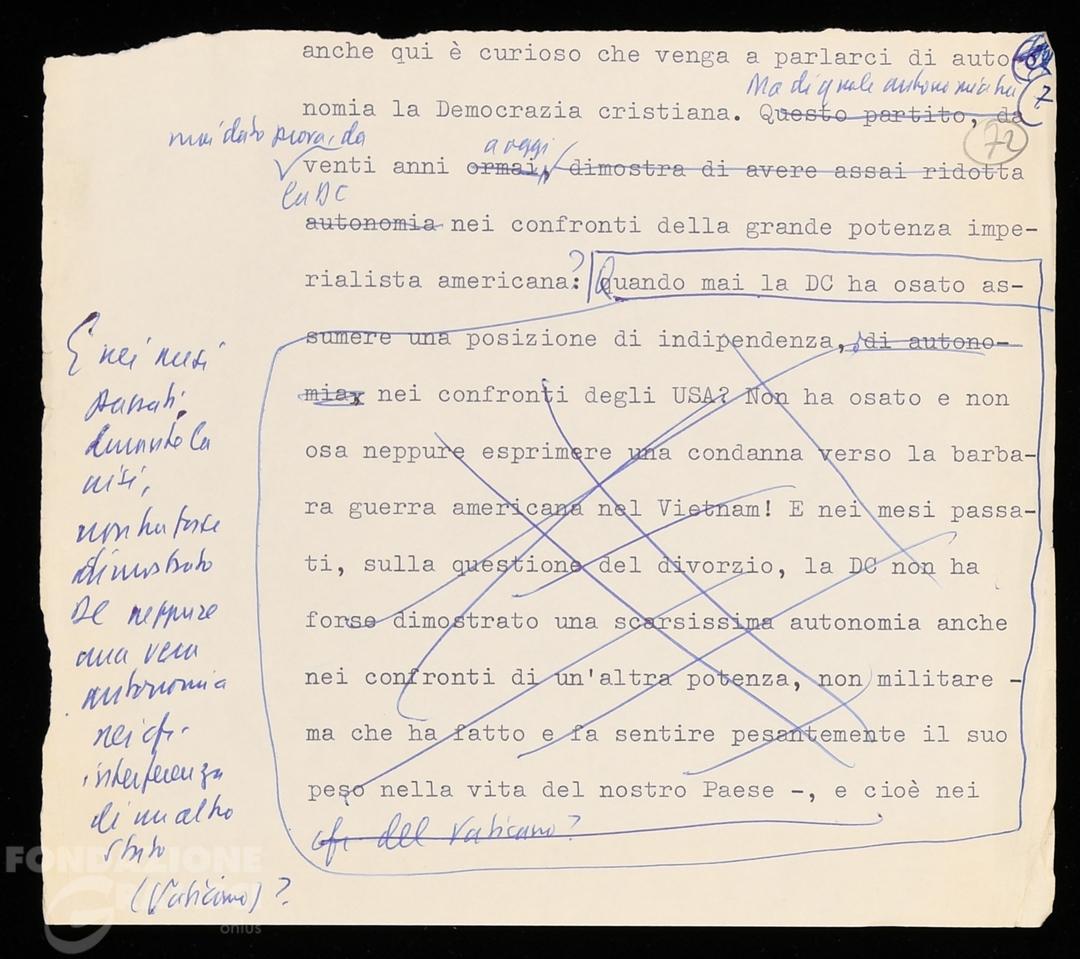 anche qui è curioso che venga a parlarci di auto-
Ma di quale autonomia ha
7
nomia la Democrazia cristiana. Questo partito, da
72
mai dato prova, da
a oggi
venti anni ormai, dimostra di avere assai ridotta
la DC
autonomia nei confronti della grande potenza impe-
rialista americana? Quando mai la DC ha osato as-
sumere una posizione di indipendenza, di autono-
mia, nei confronti degli USA? Non ha osato e non
osa neppure esprimere una condanna verso la barba-
ra guerra americana nel Vietnam! E nei mesi passa-
ti, sulla questione del divorzio, la DC non ha
forse dimostrato una scarsissima autonomia anche
nei confronti di un'altra potenza, non militare -
ma che ha fatto e fa sentire pesantemente il suo
peso nella vita del nostro Paese -, e cioè nei
cfr del Vaticano?
E nei mesi
passati,
durante la
crisi,
non ha forse
dimostrato
neppure
una vera
autonomia
nei cfr.
interferenza
di un altro
stato
(Vaticano)?
FONDAZIONE
G
onlus